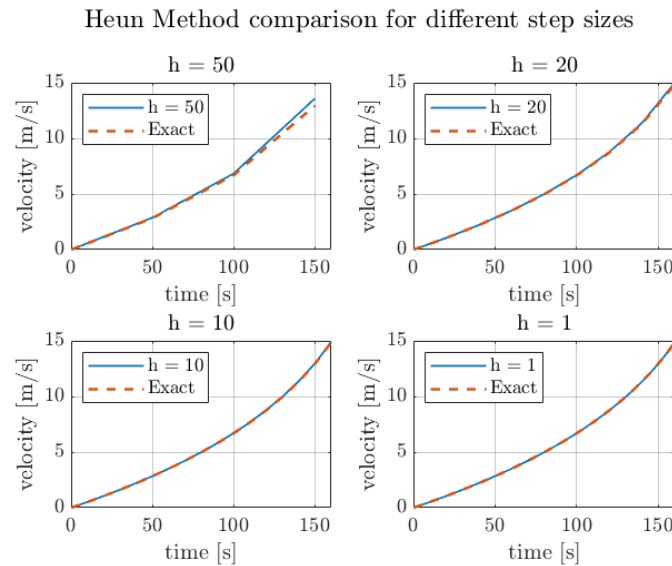 Heun Method comparison for different step sizes
h = 50
15
10
5
0
velocity [m/s]
h = 50
Exact
0 50 100 150
time [s]
h = 20
15
10
5
0
velocity [m/s]
h = 20
Exact
0 50 100 150
time [s]
h = 10
15
10
5
0
velocity [m/s]
h = 10
Exact
0 50 100 150
time [s]
h = 1
15
10
5
0
velocity [m/s]
h = 1
Exact
0 50 100 150
time [s]